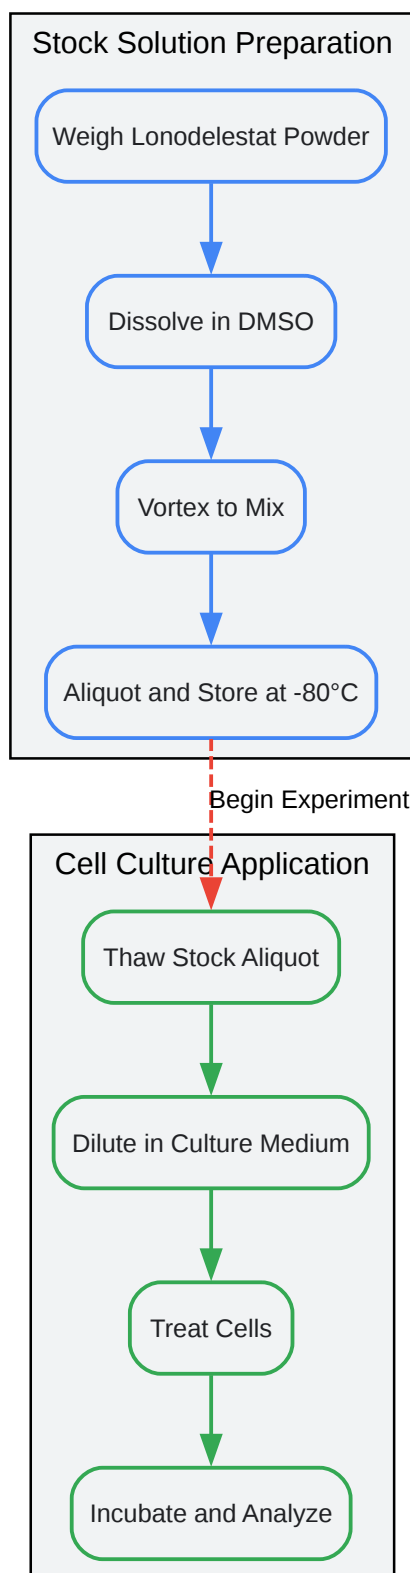 Stock Solution Preparation
Weigh Lonodelestat Powder
Dissolve in DMSO
Vortex to Mix
Aliquot and Store at -80°C
Begin Experiment
Cell Culture Application
Thaw Stock Aliquot
Dilute in Culture Medium
Treat Cells
Incubate and Analyze